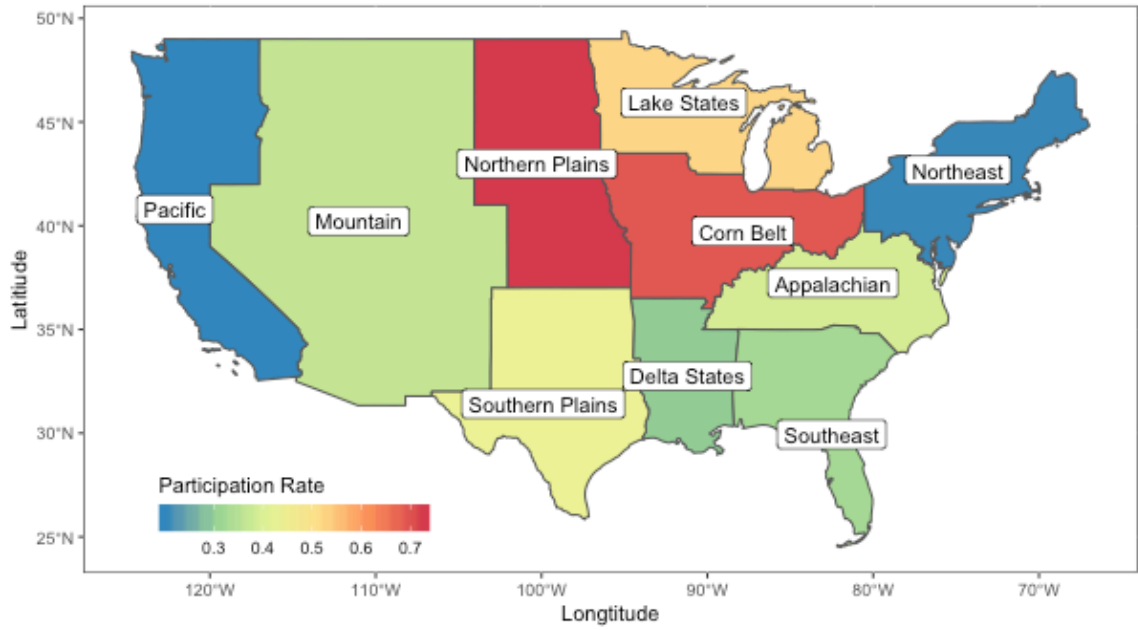 50°N
45°N
40°N
35°N
30°N
25°N
Latitiude
Lake States
Northern Plains
Northeast
Pacific
Mountain
Corn Belt
Appalachian
Delta States
Southern Plains
Southeast
Participation Rate
0.3 0.4 0.5 0.6 0.7
120°W 110°W 100°W 90°W 80°W 70°W
Longtitude